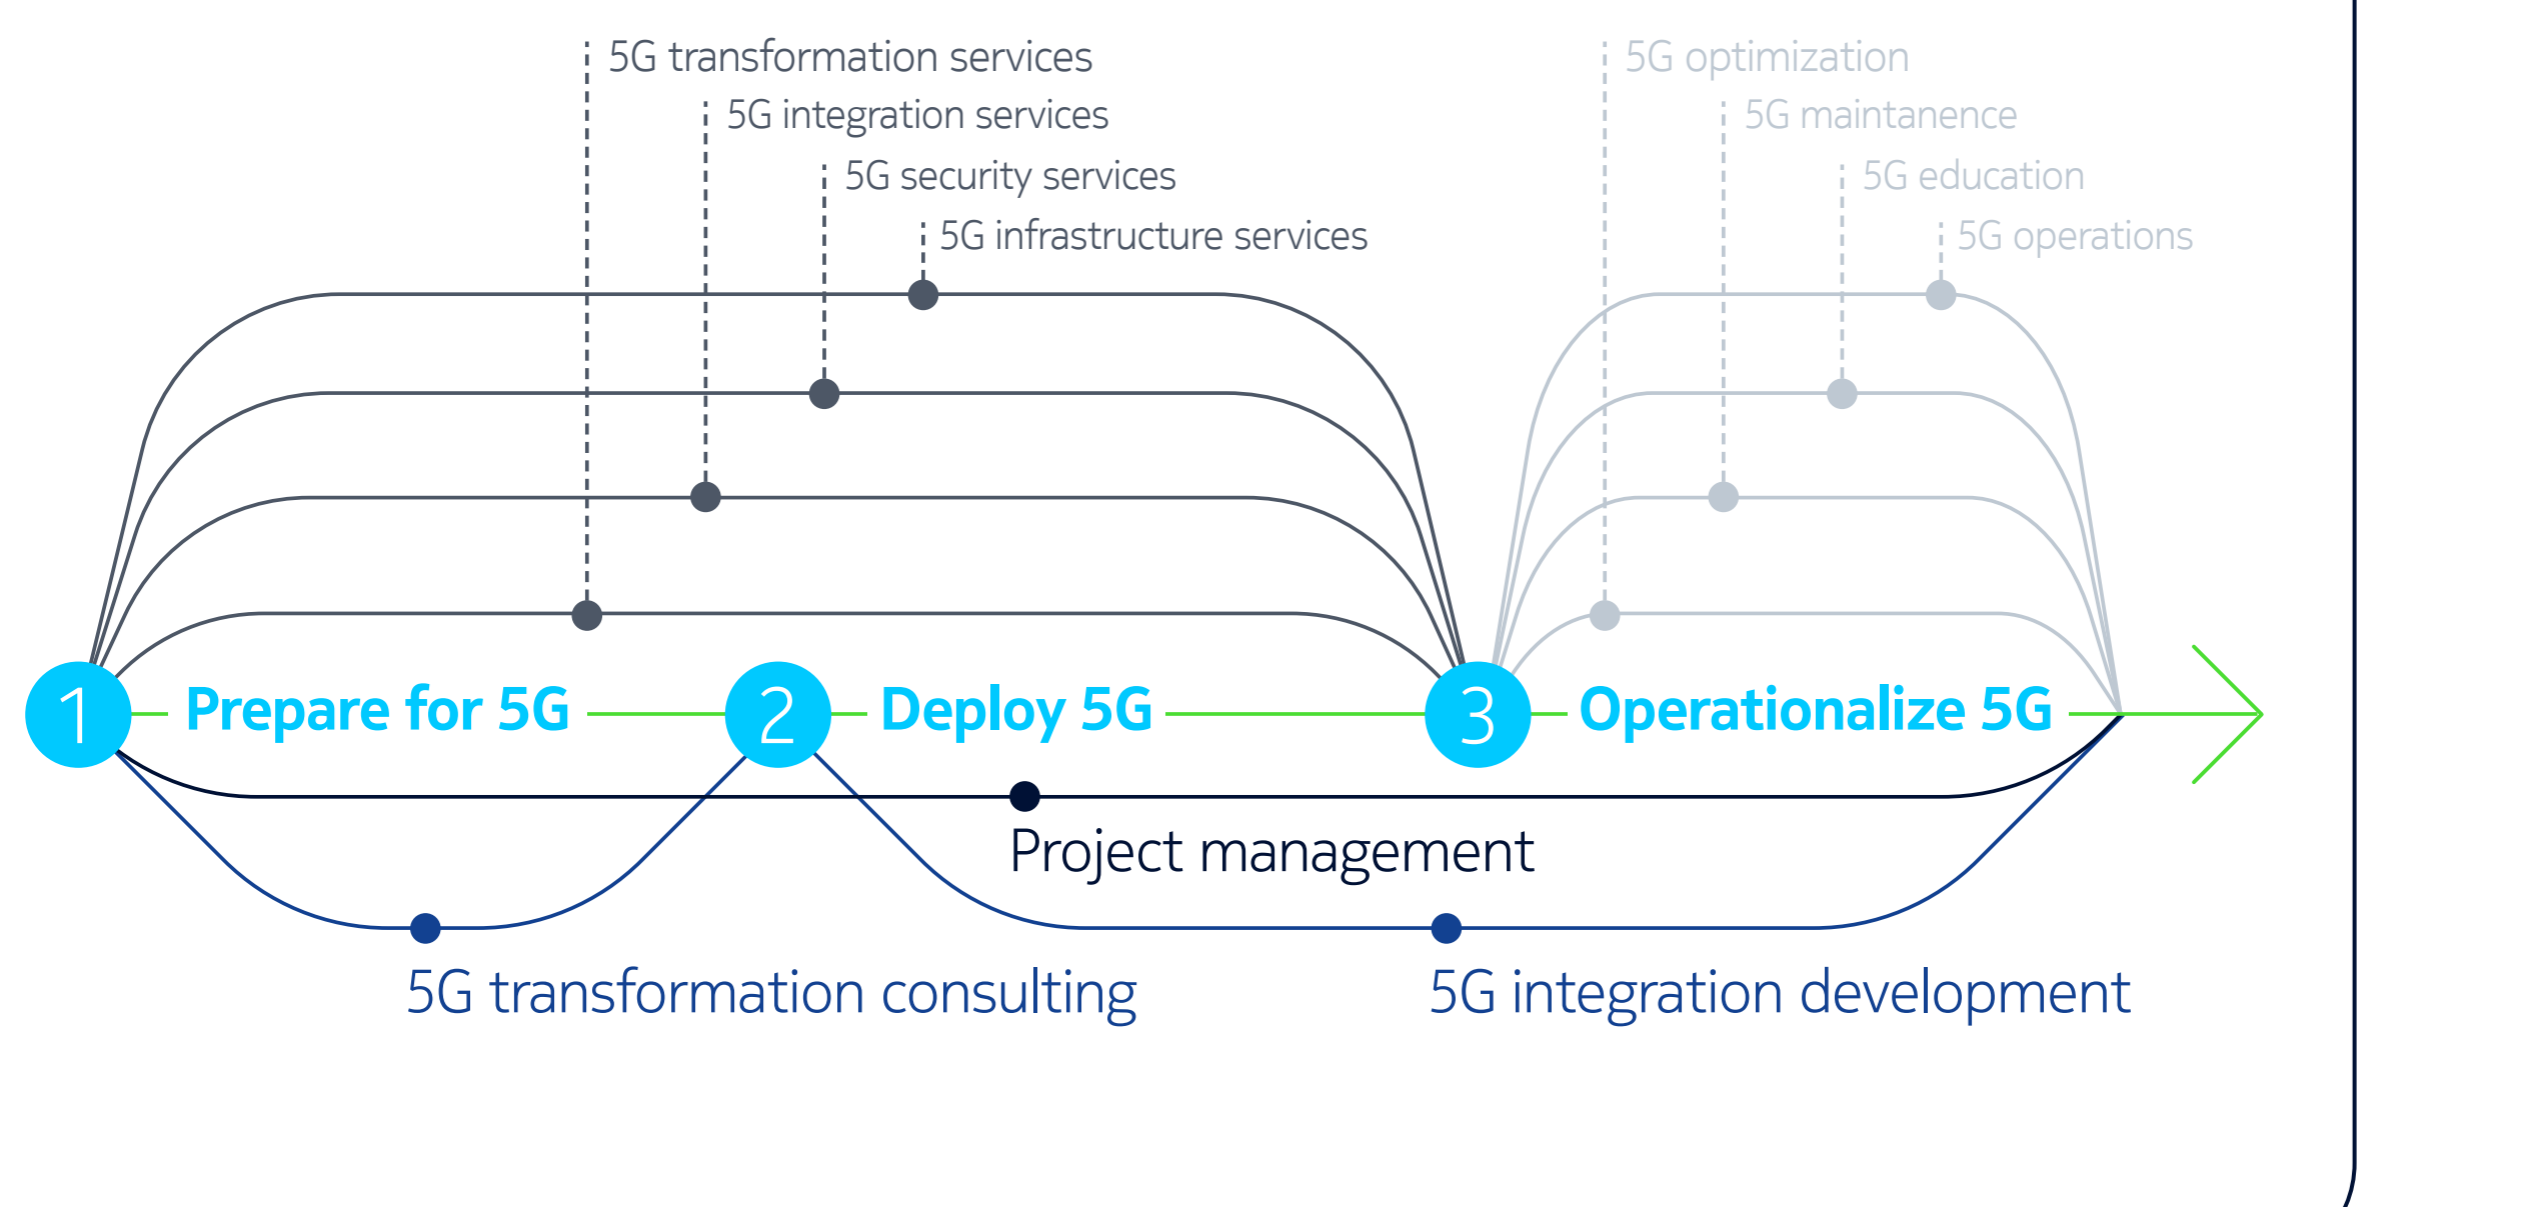 5G transformation services
5G integration services
5G security services
5G infrastructure services
5G optimization
5G maintanence
5G education
5G operations
1 Prepare for 5G
2 Deploy 5G
3 Operationalize 5G
Project management
5G transformation consulting
5G integration development